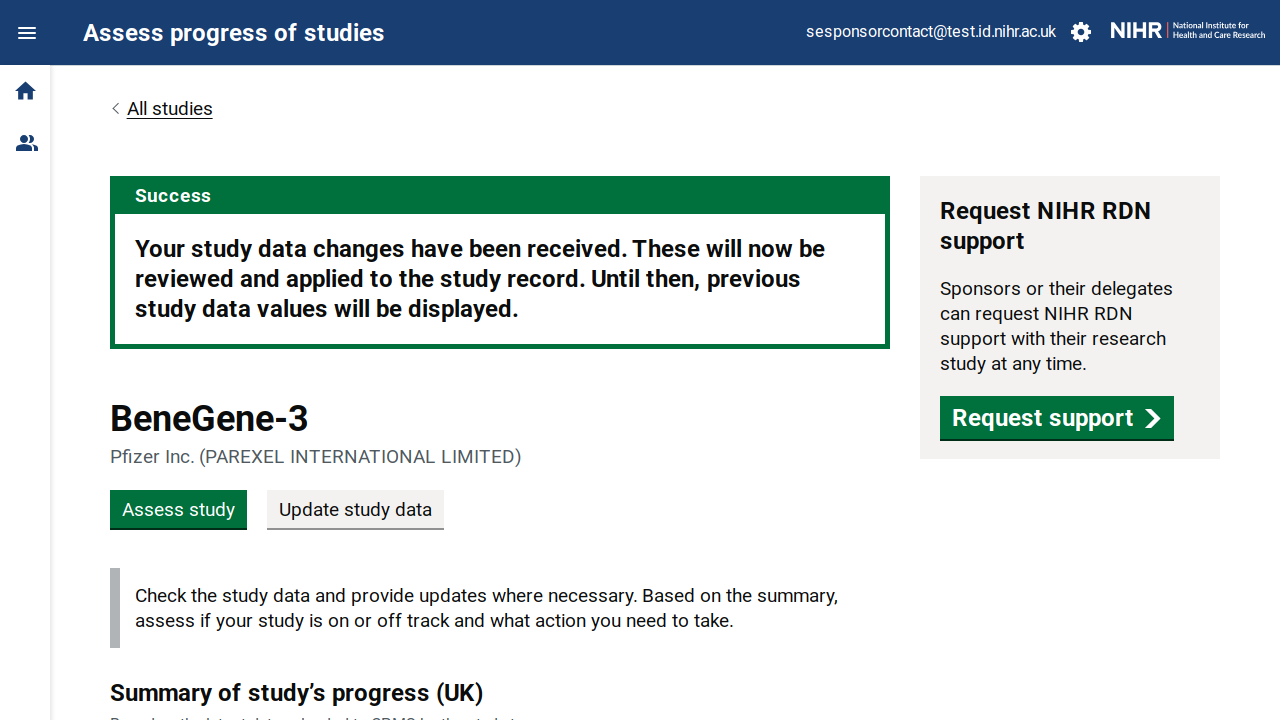 Assess progress of studies
sesponsorcontact@test.id.nihr.ac.uk
NIHR
National Institute for
Health and Care Research
All studies
Success
Your study data changes have been received. These will now be
reviewed and applied to the study record. Until then, previous
study data values will be displayed.
Request NIHR RDN
support
Sponsors or their delegates
can request NIHR RDN
support with their research
study at any time.
Request support
BeneGene-3
Pfizer Inc. (PAREXEL INTERNATIONAL LIMITED)
Assess study
Update study data
Check the study data and provide updates where necessary. Based on the summary,
assess if your study is on or off track and what action you need to take.
Summary of study’s progress (UK)